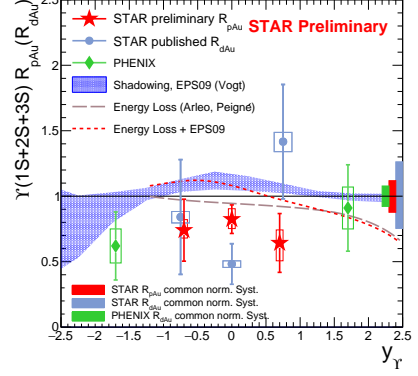 Υ(1S+2S+3S) R_pAu(R_dAu)
2
1.5
1
0.5
0
STAR preliminary R_pAu
STAR Preliminary
STAR published R_dAu
PHENIX
Shadowing, EPS09 (Vogt)
Energy Loss (Arleo, Peigné)
Energy Loss + EPS09
STAR R_pAu common norm. Syst.
STAR R_dAu common norm. Syst.
PHENIX R_dAu common norm. Syst.
−2.5 −2 −1.5 −1 −0.5 0 0.5 1 1.5 2 2.5
y_Υ